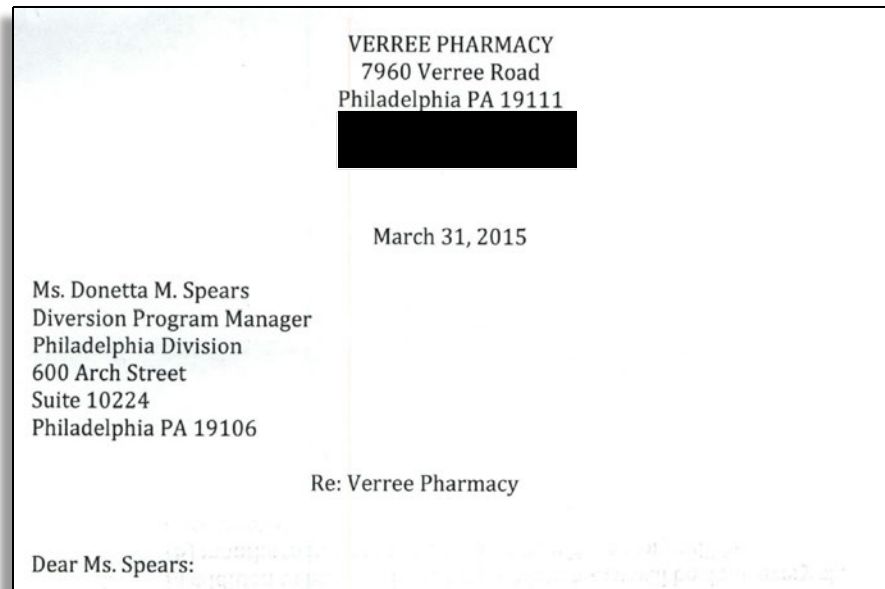 VERREE PHARMACY
7960 Verree Road
Philadelphia PA 19111
March 31, 2015
Ms. Donetta M. Spears
Diversion Program Manager
Philadelphia Division
600 Arch Street
Suite 10224
Philadelphia PA 19106
Re: Verree Pharmacy
Dear Ms. Spears: